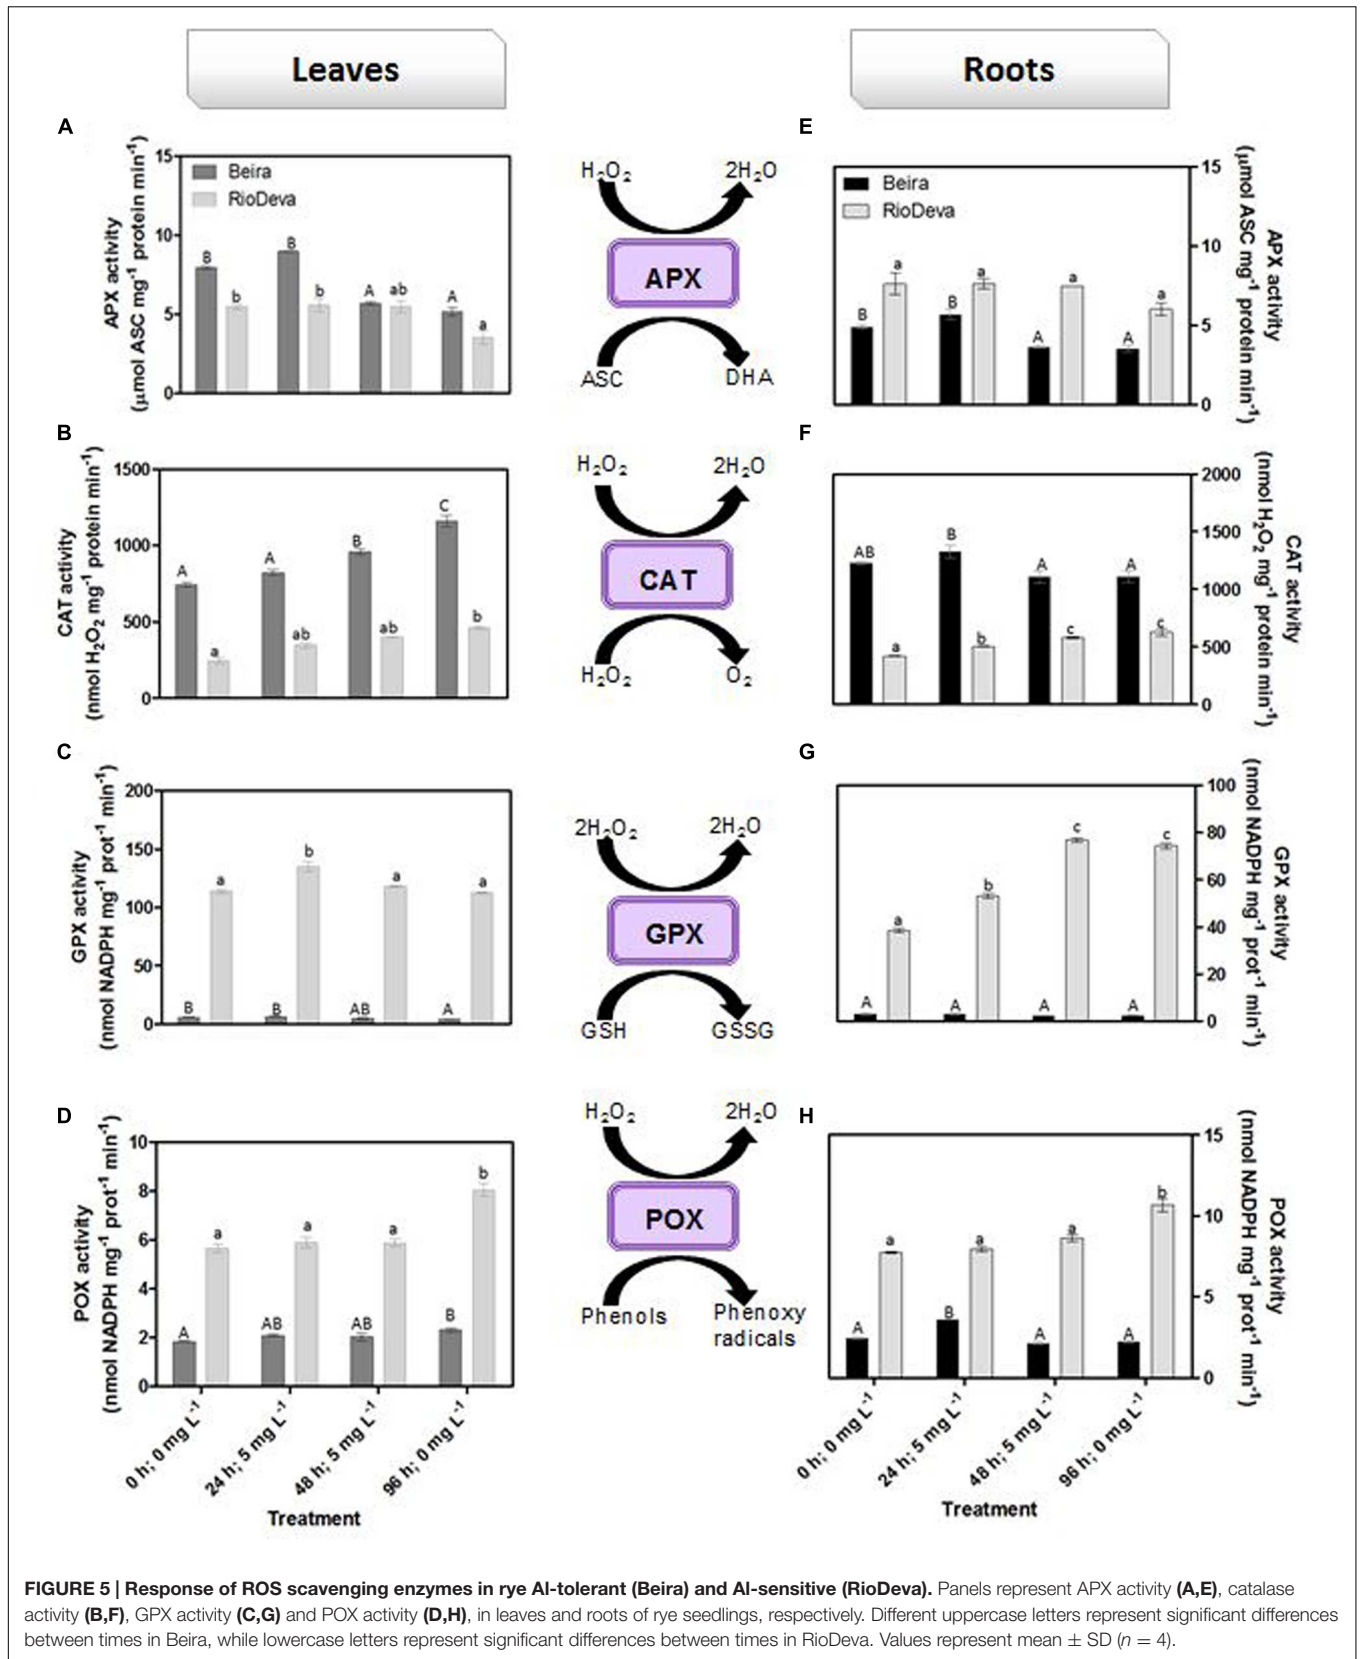 Leaves
Roots
A
APX activity
(μmol ASC mg⁻¹ protein min⁻¹)
15
10
5
0
Beira
RioDeva
B
b
B
b
A
ab
A
a
H₂O₂
2H₂O
APX
ASC
DHA
E
Beira
RioDeva
B
a
B
a
A
a
A
a
15
10
5
0
APX activity
(μmol ASC mg⁻¹ protein min⁻¹)
B
CAT activity
(nmol H₂O₂ mg⁻¹ protein min⁻¹)
1500
1000
500
0
A
a
A
ab
B
ab
C
b
H₂O₂
2H₂O
CAT
H₂O₂
O₂
F
AB
a
B
b
A
c
A
c
2000
1500
1000
500
0
CAT activity
(nmol H₂O₂ mg⁻¹ protein min⁻¹)
C
GPX activity
(nmol NADPH mg⁻¹ prot⁻¹ min⁻¹)
200
150
100
50
0
B
a
B
b
AB
a
A
a
2H₂O₂
2H₂O
GPX
GSH
GSSG
G
A
a
A
b
A
c
A
c
100
80
60
40
20
0
GPX activity
(nmol NADPH mg⁻¹ prot⁻¹ min⁻¹)
D
POX activity
(nmol NADPH mg⁻¹ prot⁻¹ min⁻¹)
10
8
6
4
2
0
A
a
AB
a
AB
a
B
b
0 h; 0 mg L⁻¹
24 h; 5 mg L⁻¹
48 h; 5 mg L⁻¹
96 h; 0 mg L⁻¹
Treatment
H₂O₂
2H₂O
POX
Phenols
Phenoxy
radicals
H
A
a
B
a
A
a
A
b
15
10
5
0
POX activity
(nmol NADPH mg⁻¹ prot⁻¹ min⁻¹)
0 h; 0 mg L⁻¹
24 h; 5 mg L⁻¹
48 h; 5 mg L⁻¹
96 h; 0 mg L⁻¹
Treatment
FIGURE 5 | Response of ROS scavenging enzymes in rye Al-tolerant (Beira) and Al-sensitive (RioDeva). Panels represent APX activity (A,E), catalase
activity (B,F), GPX activity (C,G) and POX activity (D,H), in leaves and roots of rye seedlings, respectively. Different uppercase letters represent significant differences
between times in Beira, while lowercase letters represent significant differences between times in RioDeva. Values represent mean ± SD (n = 4).